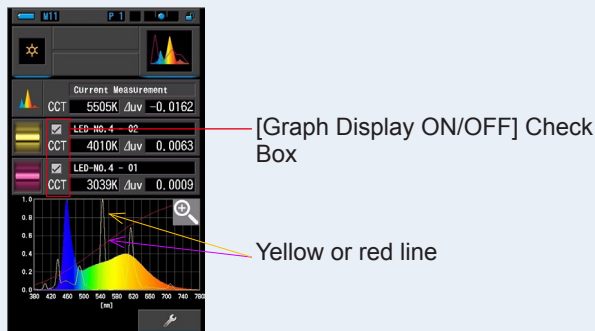 M11 P 1
Current Measurement
CCT 5505K ⊿uv -0.0162
LED-NO.4 - 02
CCT 4010K ⊿uv 0.0063
LED-NO.4 - 01
CCT 3039K ⊿uv 0.0009
1.0
0.8
0.6
0.4
0.2
0.0
380 420 460 500 540 580 620 660 700 740 780
[nm]
[Graph Display ON/OFF] Check
Box
Yellow or red line